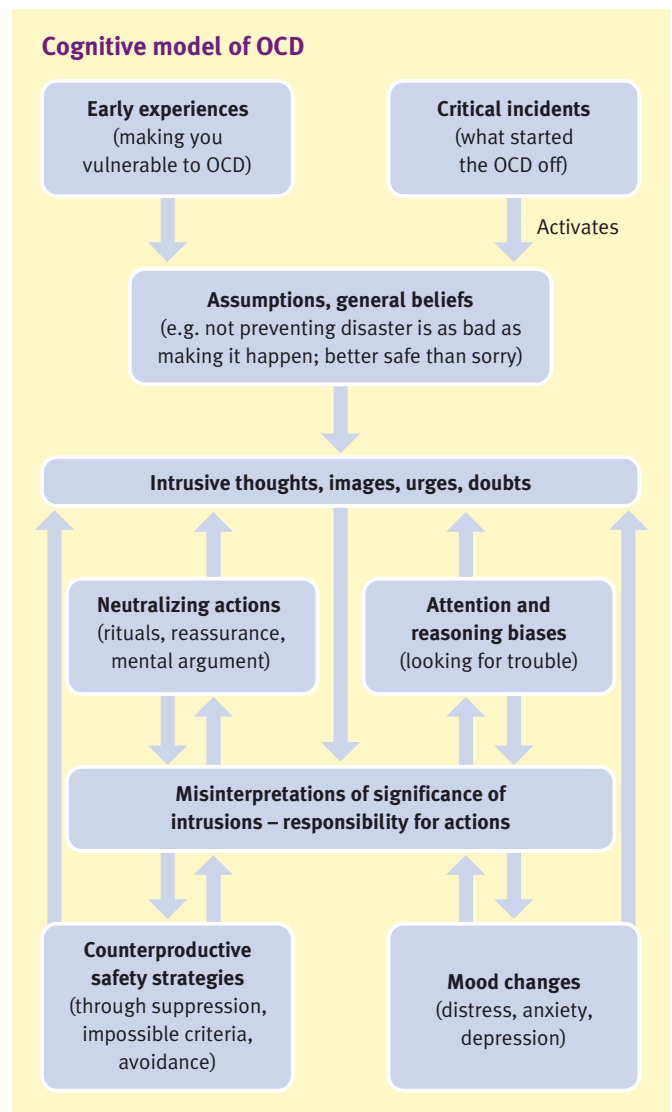 Cognitive model of OCD
Early experiences
(making you
vulnerable to OCD)
Critical incidents
(what started
the OCD off)
Activates
Assumptions, general beliefs
(e.g. not preventing disaster is as bad as
making it happen; better safe than sorry)
Intrusive thoughts, images, urges, doubts
Neutralizing actions
(rituals, reassurance,
mental argument)
Attention and
reasoning biases
(looking for trouble)
Misinterpretations of significance of
intrusions – responsibility for actions
Counterproductive
safety strategies
(through suppression,
impossible criteria,
avoidance)
Mood changes
(distress, anxiety,
depression)